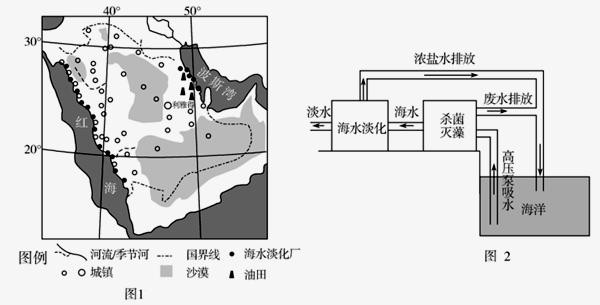 40°
50°
30°
20°
波斯湾
利雅得
红
海
图例
河流/季节河
国界线
海水淡化厂
城镇
沙漠
油田
图1
浓盐水排放
废水排放
淡水
海水淡化
海水
杀菌
灭藻
高压
泵吸水
海洋
图 2